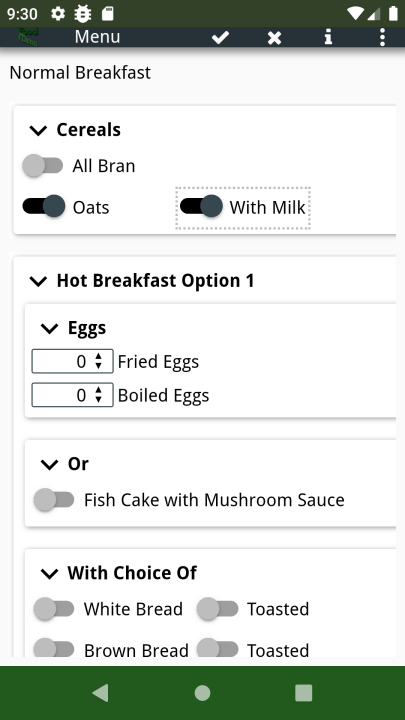 9:30
Menu
Normal Breakfast
Cereals
All Bran
Oats With Milk
Hot Breakfast Option 1
Eggs
0 Fried Eggs
0 Boiled Eggs
Or
Fish Cake with Mushroom Sauce
With Choice Of
White Bread Toasted
Brown Bread Toasted